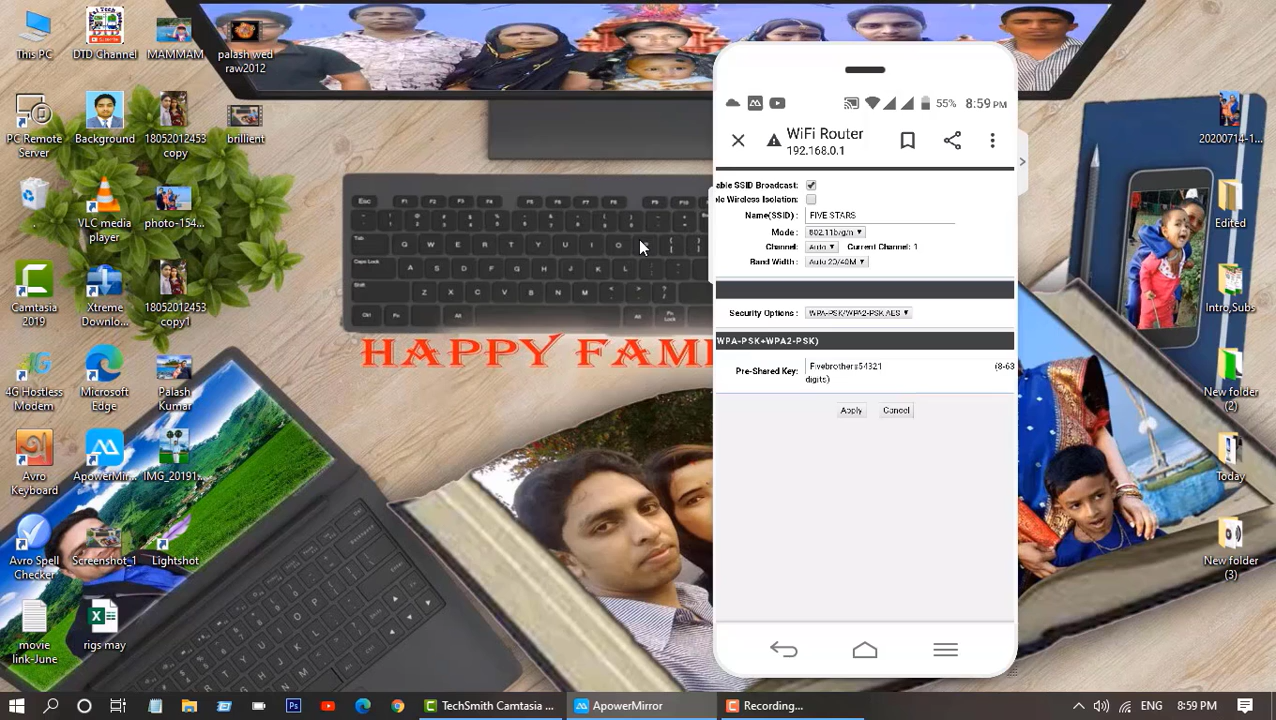 This PC
DTD Channel
MAMMAM
palash wed
raw2012
PC Remote
Server
Background
18052012453
copy
brillient
.
VLC media
player
photo-154...
Camtasia
2019
Xtreme
Downlo...
18052012453
copy1
4G Hostless
Modem
Microsoft
Edge
Palash
Kumar
Avro
Keyboard
ApowerMir...
IMG_20191...
Avro Spell
Checker
Screenshot_1
Lightshot
movie
link-June
rigs may
HAPPY FAMI
55% 8:59 PM
WiFi Router
192.168.0.1
able SSID Broadcast:
le Wireless Isolation:
Name(SSID) : FIVE STARS
Mode : 802.11b/g/n
Channel: Auto Current Channel: 1
Band Width : Auto 20/40M
Security Options : WPA-PSK/WPA2-PSK AES
WPA-PSK+WPA2-PSK)
Pre-Shared Key: Fivebrothers54321 (8-63
digits)
Apply Cancel
20200714-1...
Edited
Intro,Subs
New folder
(2)
Today
New folder
(3)
TechSmith Camtasia ...
ApowerMirror
Recording...
ENG 8:59 PM